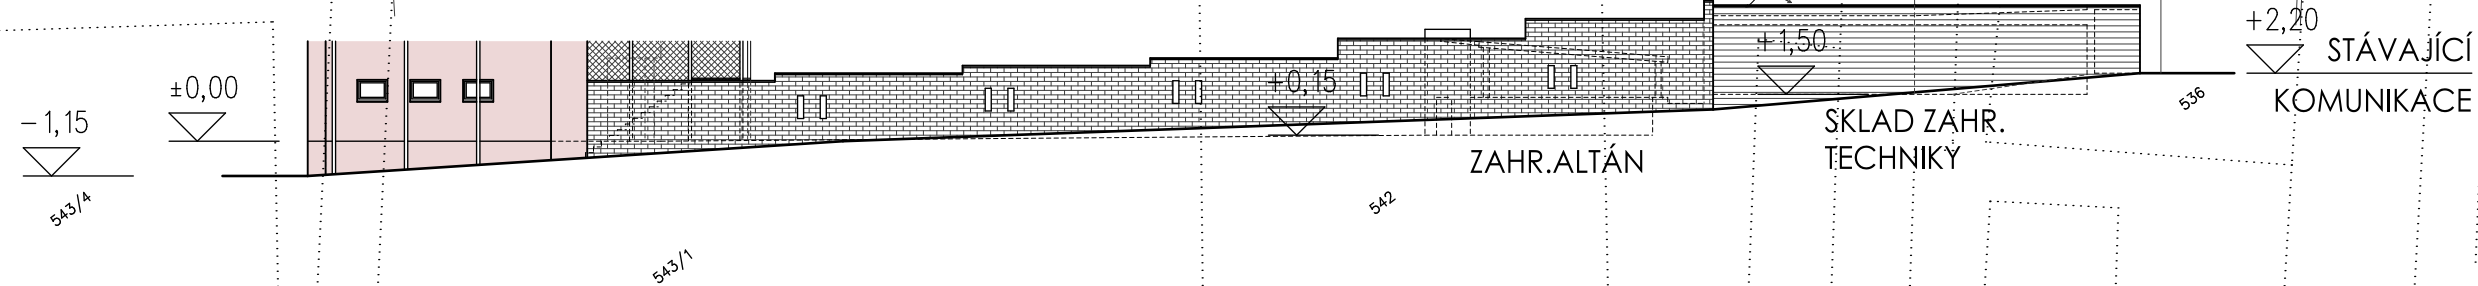 +2,20
STÁVAJÍCÍ
KOMUNIKACE
+1,50
+0,15
±0,00
-1,15
536
SKLAD ZAHR.
TECHNIKY
ZAHR.ALTÁN
543/4
542
543/1